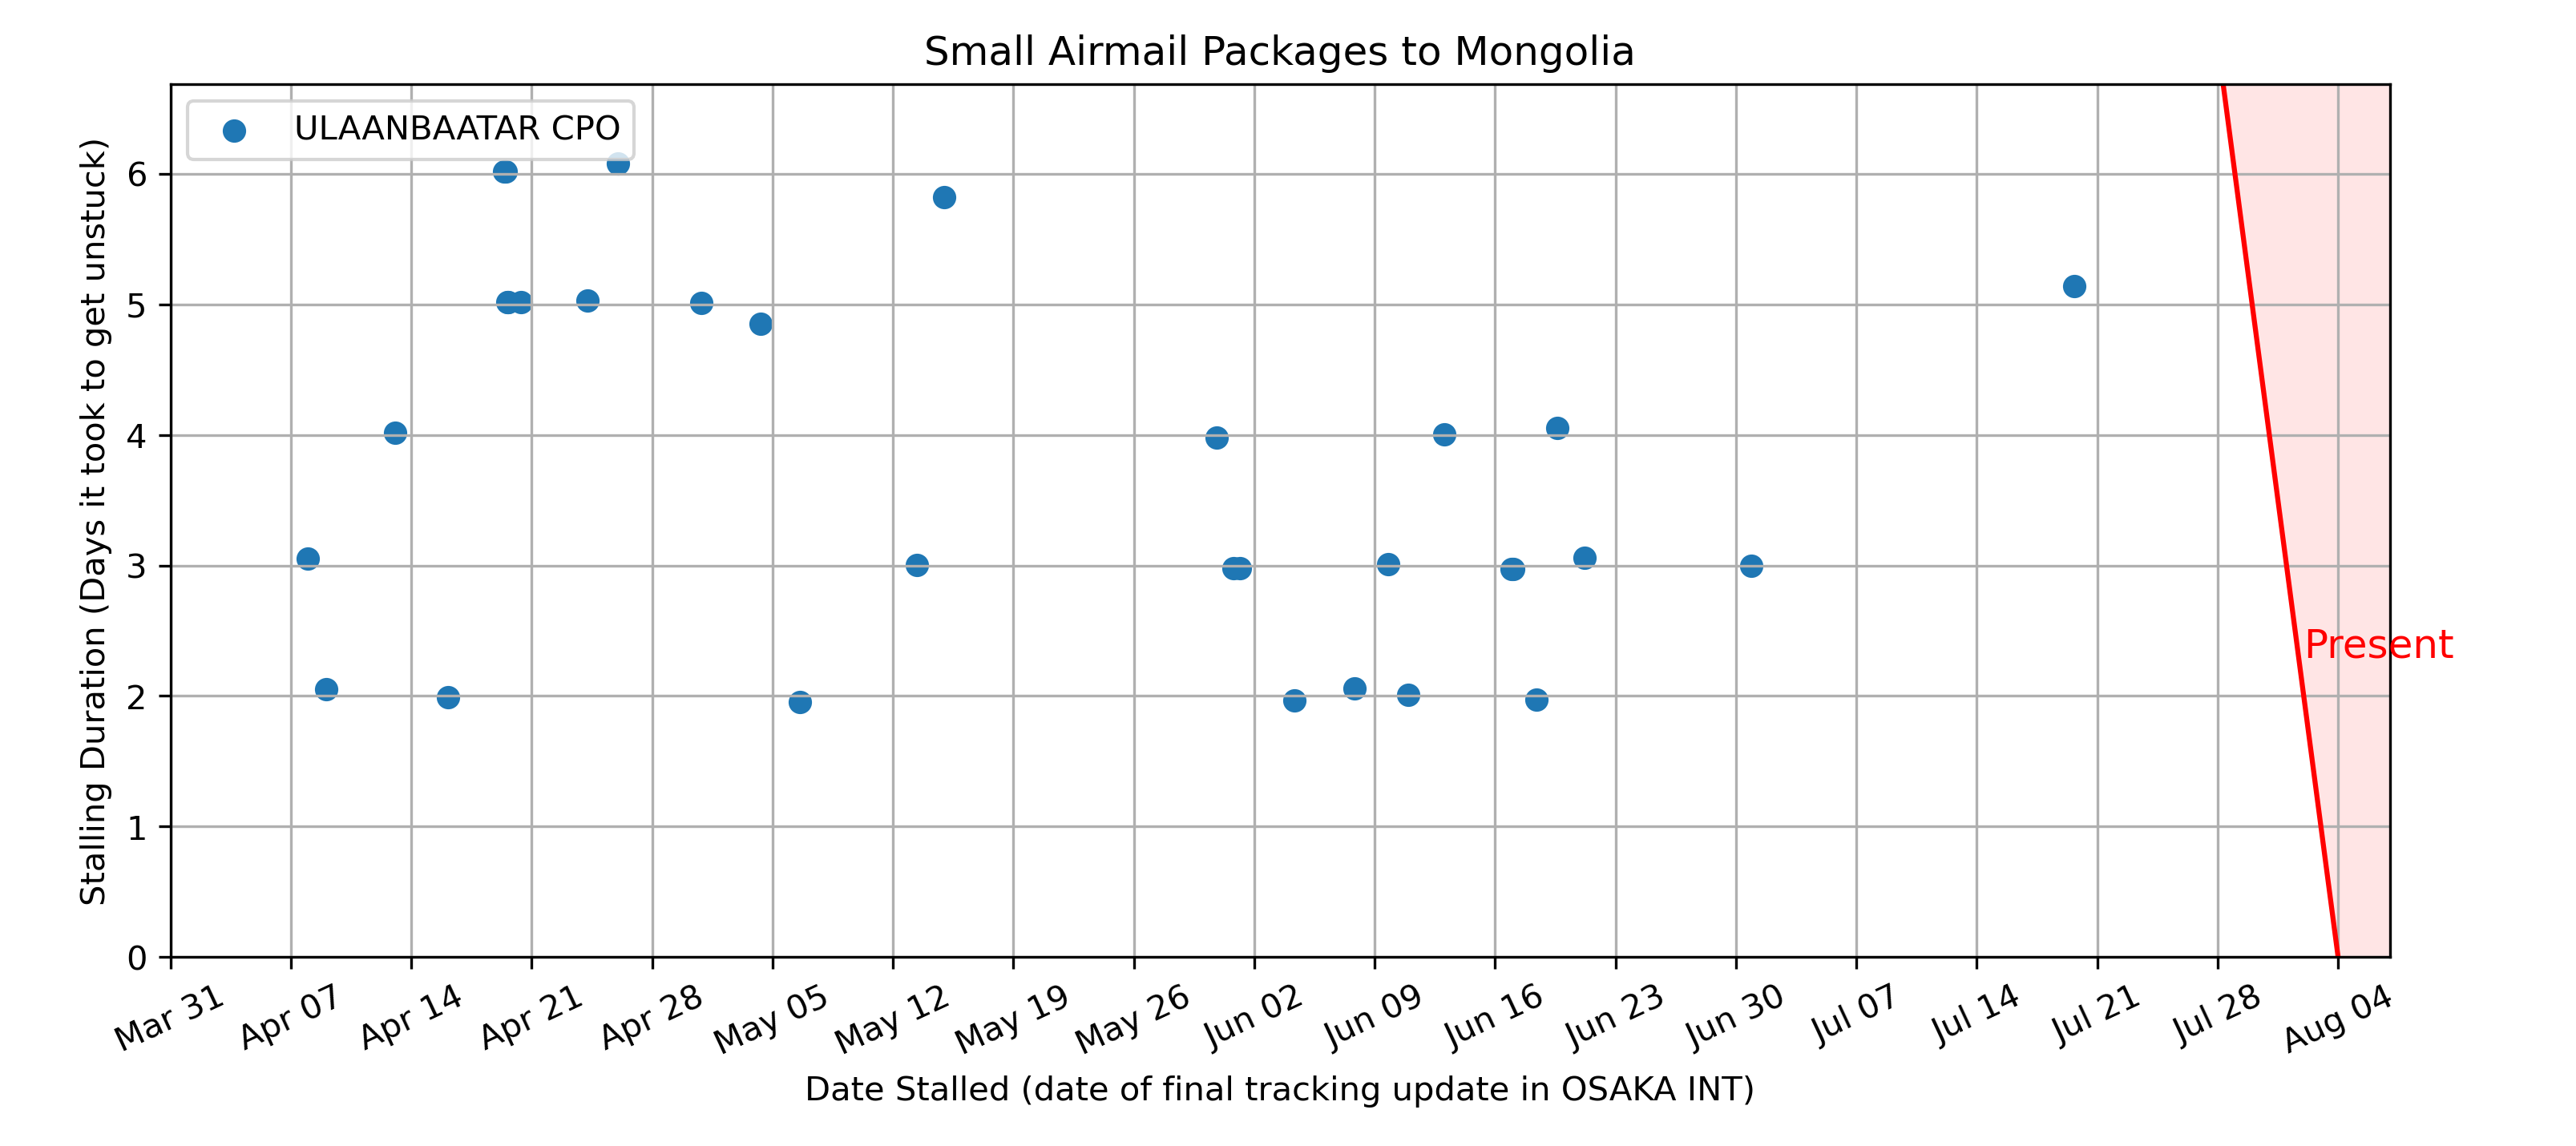 Small Airmail Packages to Mongolia
ULAANBAATAR CPO
Stalling Duration (Days it took to get unstuck)
6
5
4
3
2
1
0
Present
Mar 31 Apr 07 Apr 14 Apr 21 Apr 28 May 05 May 12 May 19 May 26 Jun 02 Jun 09 Jun 16 Jun 23 Jun 30 Jul 07 Jul 14 Jul 21 Jul 28 Aug 04
Date Stalled (date of final tracking update in OSAKA INT)